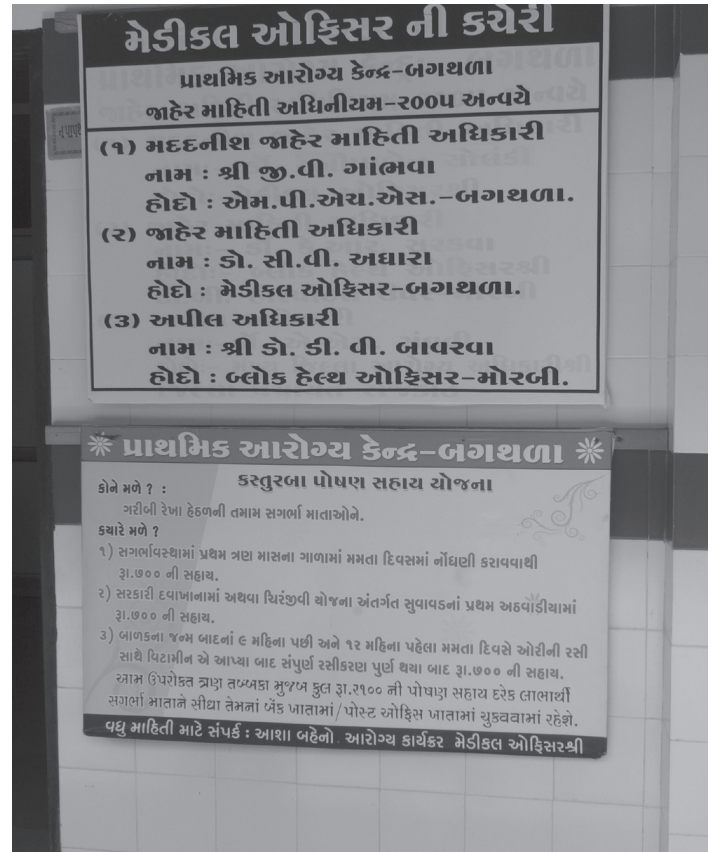 મેડીકલ ઓફિસર ની કચેરી
પ્રાથમિક આરોગ્ય કેન્દ્ર-બગથળા
જાહેર માહિતી અધિનીયમ-૨૦૦૫ અન્વયે
(૧) મદદનીશ જાહેર માહિતી અધિકારી
નામ : શ્રી જી.વી. ગાંભવા
હોદો : એમ.પી.એચ.એસ.-બગથળા.
(૨) જાહેર માહિતી અધિકારી
નામ : ડો. સી.વી. અઘારા
હોદો : મેડીકલ ઓફિસર-બગથળા.
(૩) અપીલ અધિકારી
નામ : શ્રી ડો. ડી. વી. બાવરવા
હોદો : બ્લોક હેલ્થ ઓફિસર-મોરબી.
પ્રાથમિક આરોગ્ય કેન્દ્ર-બગથળા
કસ્તુરબા પોષણ સહાય યોજના
કોને મળે ? :
ગરીબી રેખા હેઠળની તમામ સગર્ભા માતાઓને.
કયારે મળે ?
૧) સગર્ભાવસ્થામાં પ્રથમ ત્રણ માસના ગાળામાં મમતા દિવસમાં નોંધણી કરાવવાથી
રૂા.૭૦૦ ની સહાય.
૨) સરકારી દવાખાનામાં અથવા ચિરંજીવી યોજના અંતર્ગત સુવાવડનાં પ્રથમ અઠવાડીયામાં
રૂા.૭૦૦ ની સહાય.
૩) બાળકના જન્મ બાદનાં ૯ મહિના પછી અને ૧૨ મહિના પહેલા મમતા દિવસે ઓરીની રસી
સાથે વિટામીન એ આપ્યા બાદ સંપુર્ણ રસીકરણ પુર્ણ થયા બાદ રૂા.૭૦૦ ની સહાય.
આમ ઉપરોકત ત્રણ તબ્બકા મુજબ કુલ રૂા.૨૧૦૦ ની પોષણ સહાય દરેક લાભાર્થી
સગર્ભા માતાને સીધા તેમનાં બેંક ખાતામાં/પોસ્ટ ઓફિસ ખાતામાં ચુકવવામાં રહેશે.
વધુ માહિતી માટે સંપર્ક : આશા બહેનો આરોગ્ય કાર્યકર મેડીકલ ઓફિસરશ્રી